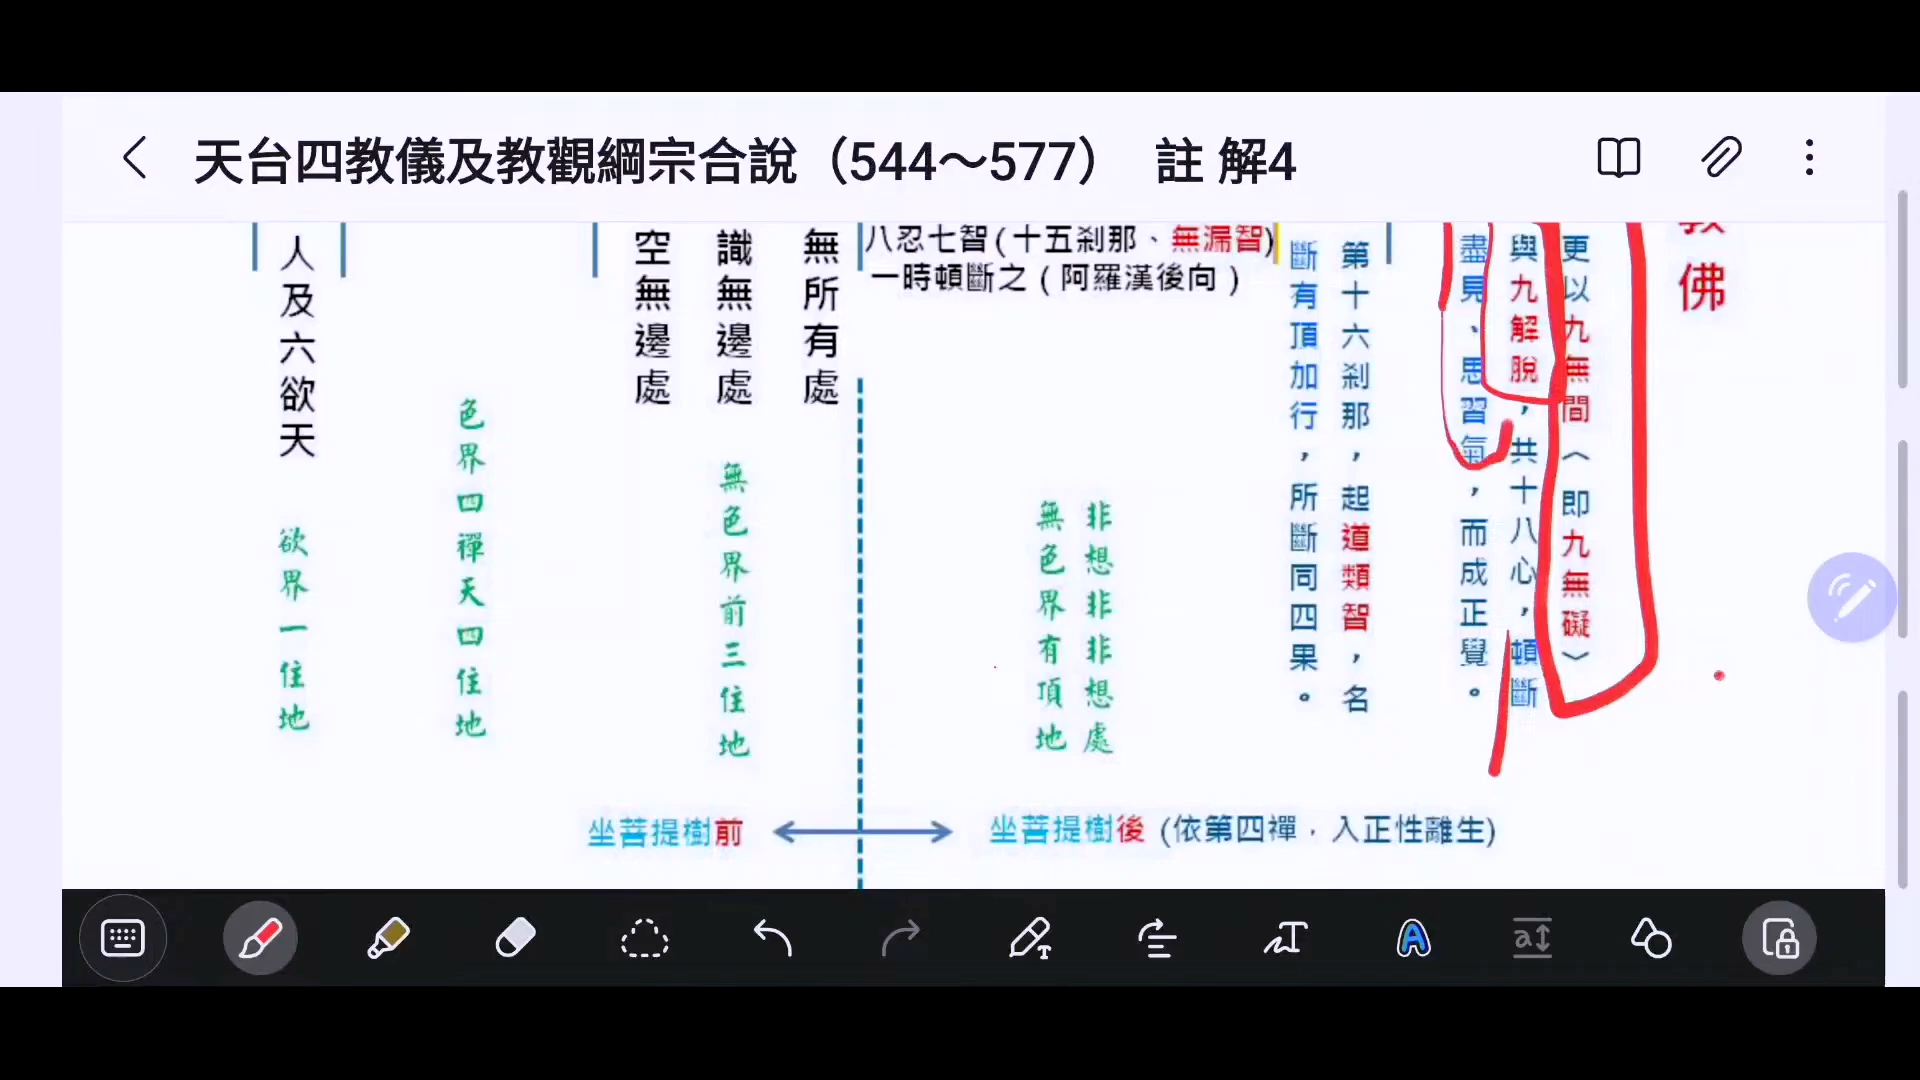 天台四教儀及教觀綱宗合說（544～577） 註 解4
佛
更以九無間〈即九無礙〉
與九解脫，共十八心，頓斷
盡見、思習氣，而成正覺。
第十六剎那，起道類智，名
斷有頂加行，所斷同四果。
八忍七智(十五剎那、無漏智)
一時頓斷之(阿羅漢後向)
非想非非想處
無色界有頂地
無所有處
識無邊處
空無邊處
無色界前三住地
色界四禪天四住地
人及六欲天
欲界一住地
坐菩提樹前
坐菩提樹後 (依第四禪，入正性離生)